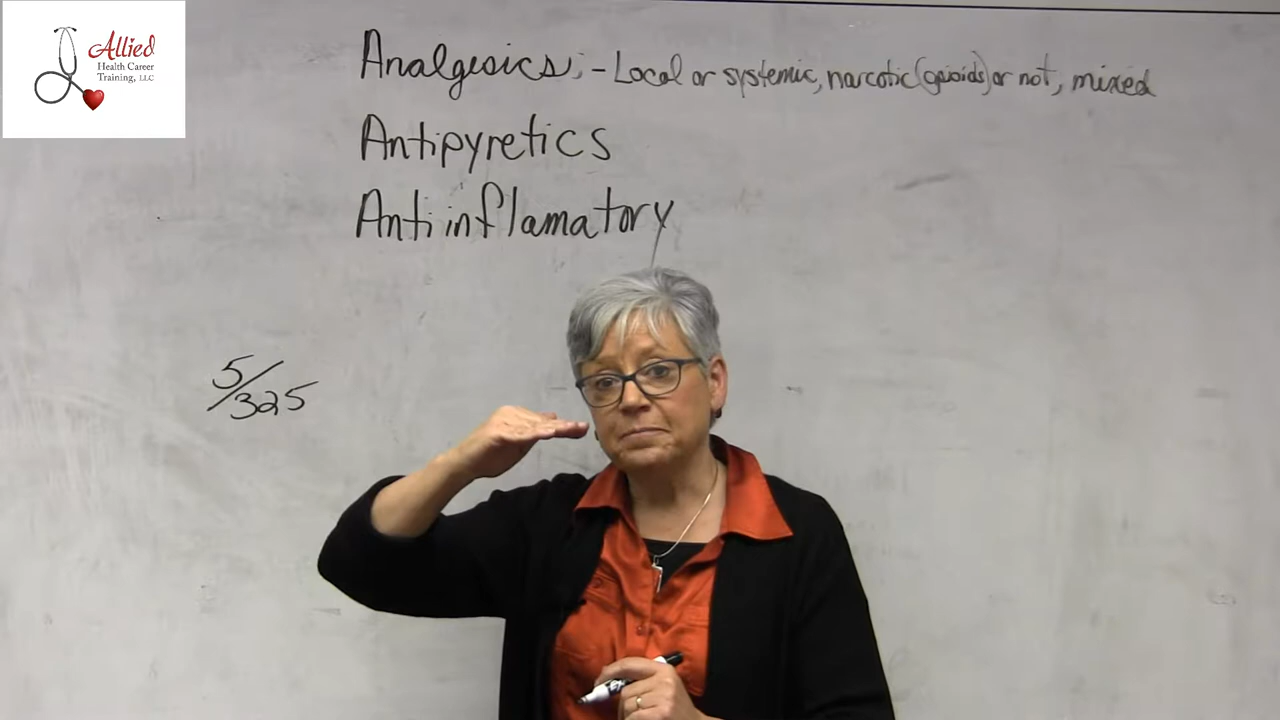 Allied
Health Career
Training, LLC
Analgesics; - Local or systemic, narcotic (opioids) or not, mixed
Antipyretics
Antiinflamatory
5/325